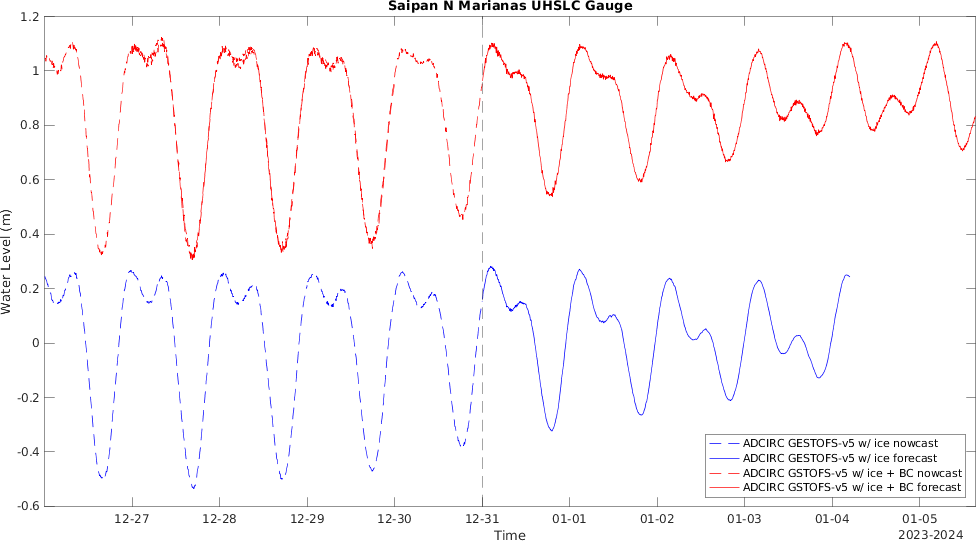 Saipan N Marianas UHSLC Gauge
1.2
1
0.8
0.6
0.4
0.2
0
-0.2
-0.4
-0.6
Water Level (m)
ADCIRC GESTOFS-v5 w/ ice nowcast
ADCIRC GESTOFS-v5 w/ ice forecast
ADCIRC GSTOFS-v5 w/ ice + BC nowcast
ADCIRC GSTOFS-v5 w/ ice + BC forecast
12-27 12-28 12-29 12-30 12-31 01-01 01-02 01-03 01-04 01-05
Time
2023-2024